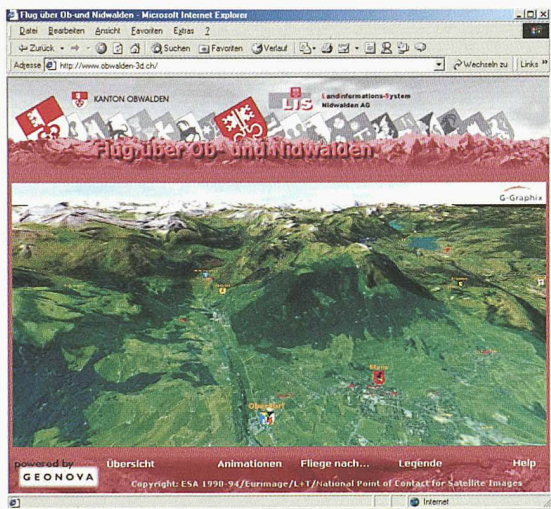 Flug über Ob-und Nidwalden - Microsoft Internet Explorer
Datei Bearbeiten Ansicht Favoriten Extras ?
Zurück Suchen Favoriten Verlauf
Adresse http://www.obwalden-3d.ch/ Wechseln zu Links »
KANTON OBWALDEN
LIS Landinformations-System
Nidwalden AG
Flug über Ob- und Nidwalden
G-Graphix
Stans
Oberdorf
powered by Übersicht Animationen Fliege nach... Legende Help
GEONOVA
Copyright: ESA 1990-94/Eurimage/L+T/National Point of Contact for Satellite Images
Internet